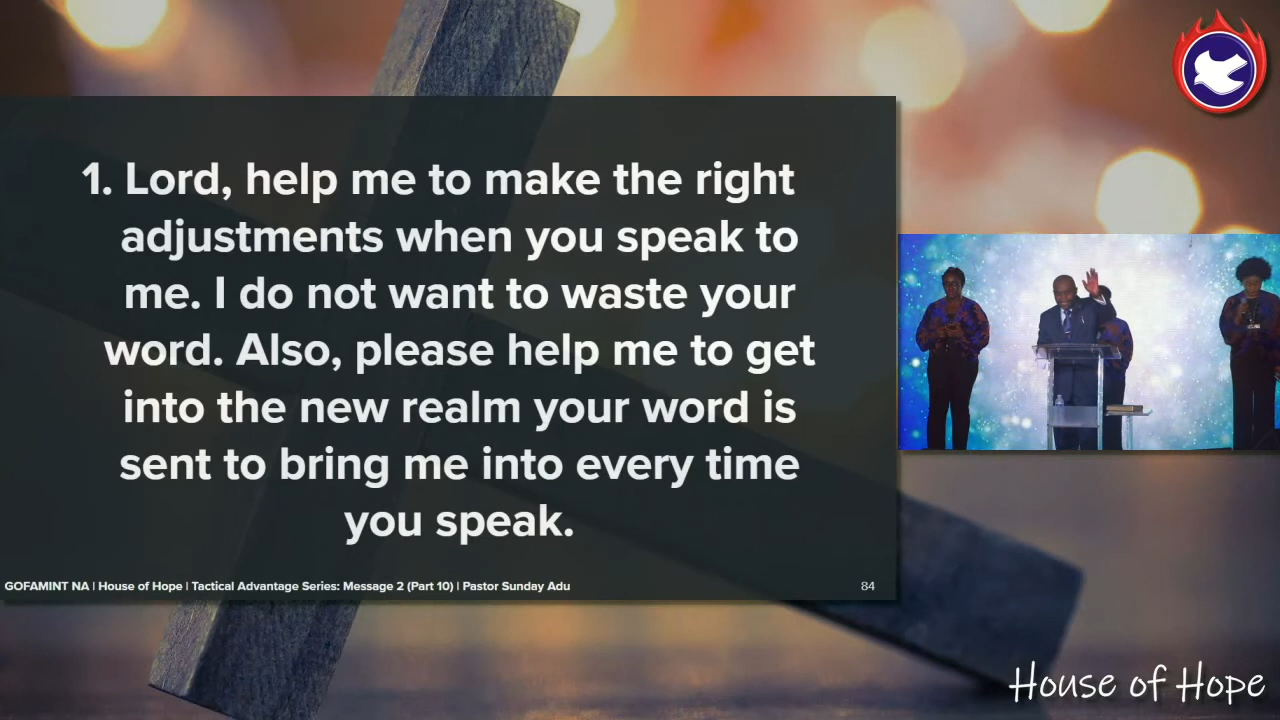 1. Lord, help me to make the right
adjustments when you speak to
me. I do not want to waste your
word. Also, please help me to get
into the new realm your word is
sent to bring me into every time
you speak.
GOFAMINT NA | House of Hope | Tactical Advantage Series: Message 2 (Part 10) | Pastor Sunday Adu
84
House of Hope